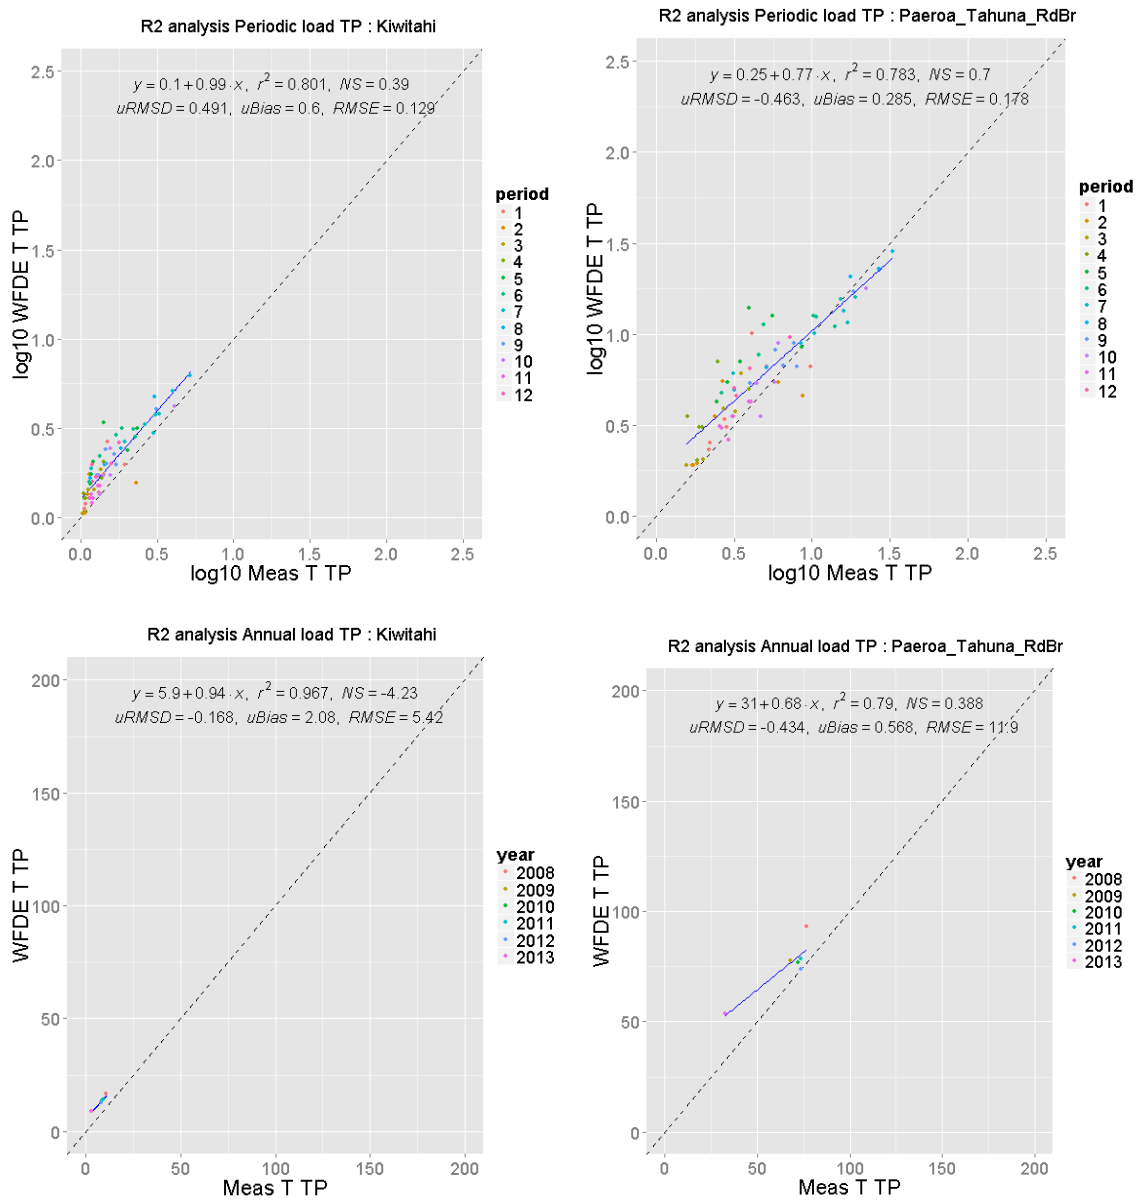 R2 analysis Periodic load TP : Kiwitahi
y = 0.1 + 0.99 · x, r² = 0.801, NS = 0.39
uRMSD = 0.491, uBias = 0.6, RMSE = 0.129
2.5
2.0
1.5
1.0
0.5
0.0
log10 WFDE T TP
0.0 0.5 1.0 1.5 2.0 2.5
log10 Meas T TP
period
1
2
3
4
5
6
7
8
9
10
11
12
R2 analysis Periodic load TP : Paeroa_Tahuna_RdBr
y = 0.25 + 0.77 · x, r² = 0.783, NS = 0.7
uRMSD = -0.463, uBias = 0.285, RMSE = 0.178
2.5
2.0
1.5
1.0
0.5
0.0
log10 WFDE T TP
0.0 0.5 1.0 1.5 2.0 2.5
log10 Meas T TP
period
1
2
3
4
5
6
7
8
9
10
11
12
R2 analysis Annual load TP : Kiwitahi
y = 5.9 + 0.94 · x, r² = 0.967, NS = -4.23
uRMSD = -0.168, uBias = 2.08, RMSE = 5.42
200
150
100
50
0
WFDE T TP
0 50 100 150 200
Meas T TP
year
2008
2009
2010
2011
2012
2013
R2 analysis Annual load TP : Paeroa_Tahuna_RdBr
y = 31 + 0.68 · x, r² = 0.79, NS = 0.388
uRMSD = -0.434, uBias = 0.568, RMSE = 11.9
200
150
100
50
0
WFDE T TP
0 50 100 150 200
Meas T TP
year
2008
2009
2010
2011
2012
2013